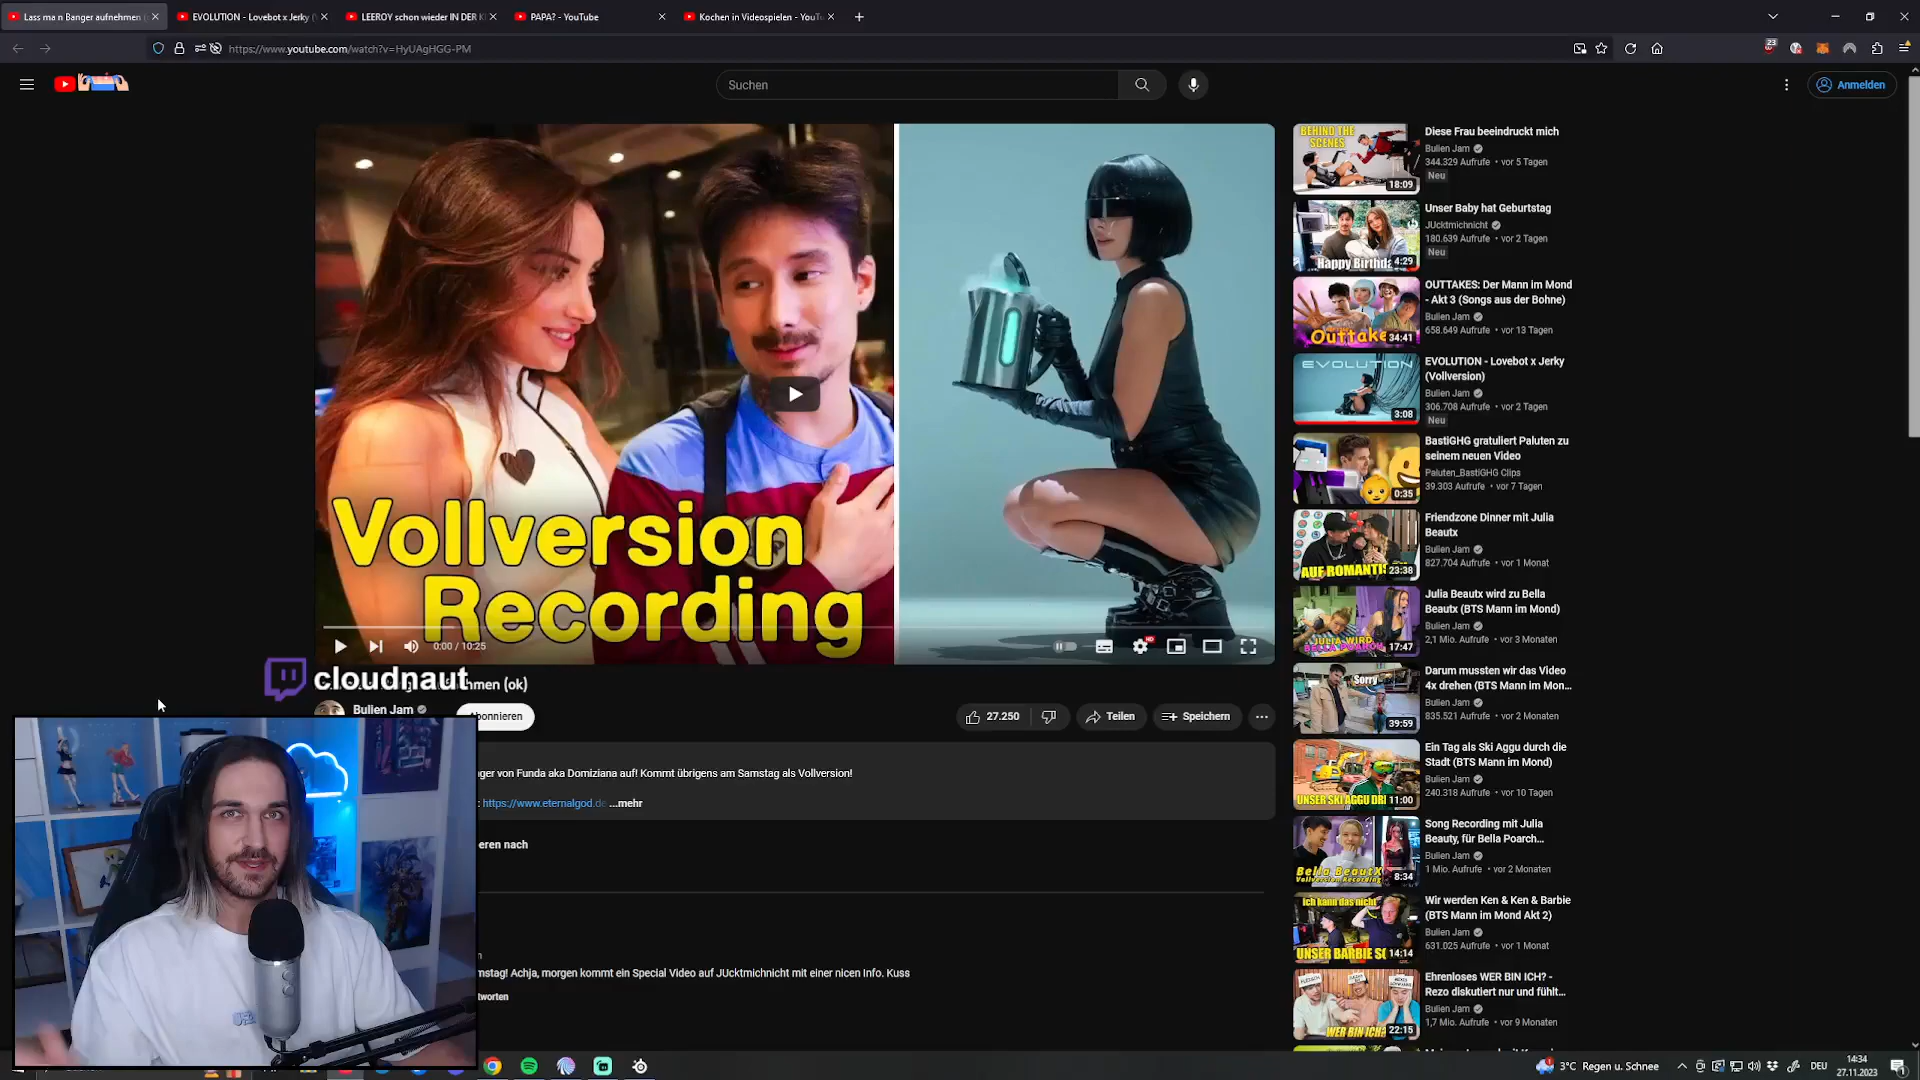 Lass ma n Banger aufnehmen
EVOLUTION - Lovebot x Jerky
LEEROY schon wieder IN DER
PAPA? - YouTube
Kochen in Videospielen - YouTu
https://www.youtube.com/watch?v=HyUAgHGG-PM
23
Suchen
Anmelden
Vollversion
Recording
0:00 / 10:25
HD
cloudnaut
hmen (ok)
Bulien Jam
bonnieren
27.250
Teilen
Speichern
nger von Funda aka Domiziana auf! Kommt übrigens am Samstag als Vollversion!
: https://www.eternalgod.de ...mehr
eren nach
mstag! Achja, morgen kommt ein Special Video auf JUcktmichnicht mit einer nicen Info. Kuss
tworten
BEHIND THE
SCENES
18:09
Diese Frau beeindruckt mich
Bulien Jam
344.329 Aufrufe • vor 5 Tagen
Neu
Happy Birthda
4:29
Unser Baby hat Geburtstag
JUcktmichnicht
180.639 Aufrufe • vor 2 Tagen
Neu
Outtake
34:41
OUTTAKES: Der Mann im Mond
- Akt 3 (Songs aus der Bohne)
Bulien Jam
658.649 Aufrufe • vor 13 Tagen
EVOLUTION
3:08
EVOLUTION - Lovebot x Jerky
(Vollversion)
Bulien Jam
306.708 Aufrufe • vor 2 Tagen
Neu
0:35
BastiGHG gratuliert Paluten zu
seinem neuen Video
Paluten_BastiGHG Clips
39.303 Aufrufe • vor 7 Tagen
AUF ROMANTI
23:38
Friendzone Dinner mit Julia
Beautx
Bulien Jam
827.704 Aufrufe • vor 1 Monat
JULIA WIRD
BELLA POARCH
17:47
Julia Beautx wird zu Bella
Beautx (BTS Mann im Mond)
Bulien Jam
2,1 Mio. Aufrufe • vor 3 Monaten
Sorry
39:59
Darum mussten wir das Video
4x drehen (BTS Mann im Mon...
Bulien Jam
835.521 Aufrufe • vor 2 Monaten
UNSER SKI AGGU DRE
11:00
Ein Tag als Ski Aggu durch die
Stadt (BTS Mann im Mond)
Bulien Jam
240.318 Aufrufe • vor 10 Tagen
Bella BeautX
Vollversion Recording
8:34
Song Recording mit Julia
Beauty, für Bella Poarch...
Bulien Jam
1 Mio. Aufrufe • vor 2 Monaten
Ich kann das nicht
UNSER BARBIE SO
14:14
Wir werden Ken & Ken & Barbie
(BTS Mann im Mond Akt 2)
Bulien Jam
631.025 Aufrufe • vor 1 Monat
WER BIN ICH?
22:15
Ehrenloses WER BIN ICH? -
Rezo diskutiert nur und fühlt...
Bulien Jam
1,7 Mio. Aufrufe • vor 9 Monaten
3°C Regen u. Schnee
DEU
14:34
27.11.2023